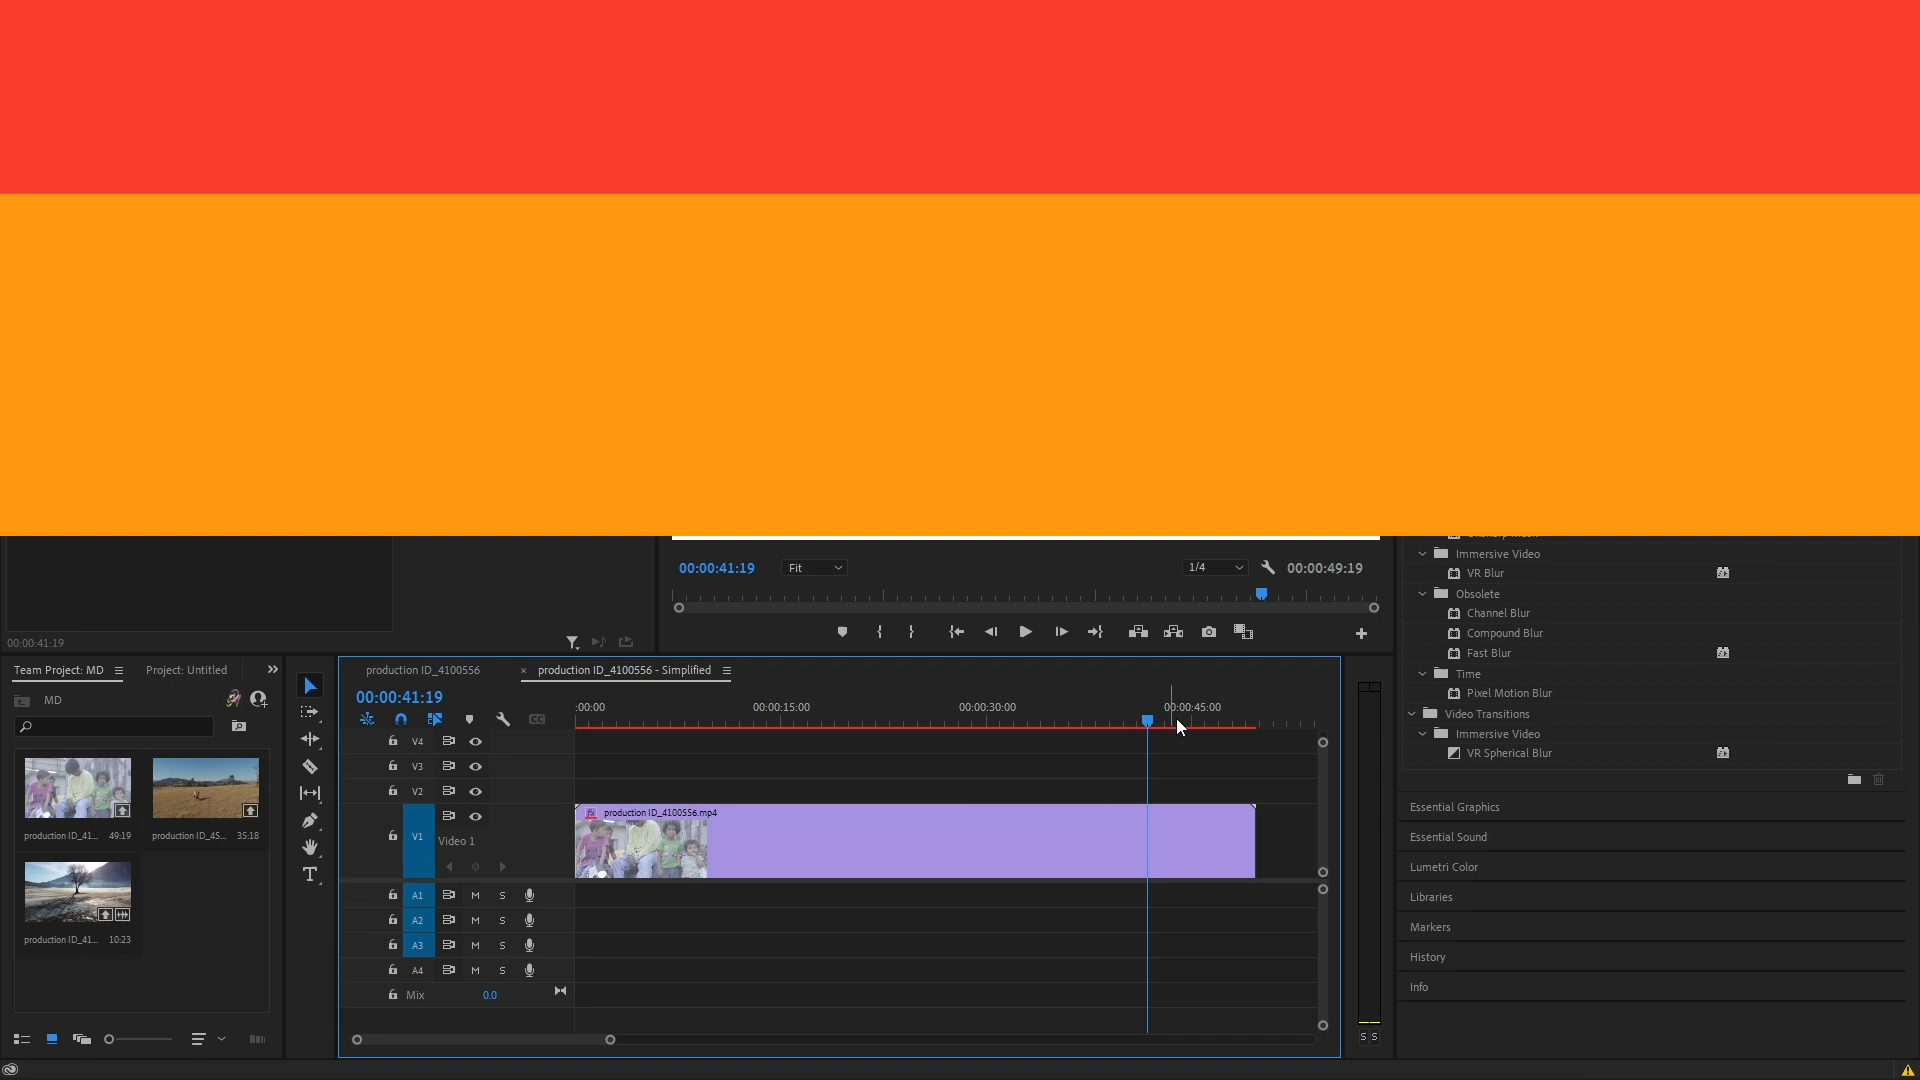 Immersive Video
00:00:41:19
Fit
1/4
00:00:49:19
VR Blur
Obsolete
Channel Blur
Compound Blur
00:00:41:19
Fast Blur
Team Project: MD
Project: Untitled
production ID_4100556
× production ID_4100556 - Simplified
Time
Pixel Motion Blur
MD
00:00:41:19
:00:00
00:00:15:00
00:00:30:00
00:00:45:00
Video Transitions
Immersive Video
V4
VR Spherical Blur
V3
V2
fx production ID_4100556.mp4
Essential Graphics
production ID_41... 49:19
production ID_45... 35:18
V1
Video 1
Essential Sound
Lumetri Color
A1 M S
Libraries
A2 M S
Markers
production ID_41... 10:23
A3 M S
History
A4 M S
Info
Mix 0.0
S S